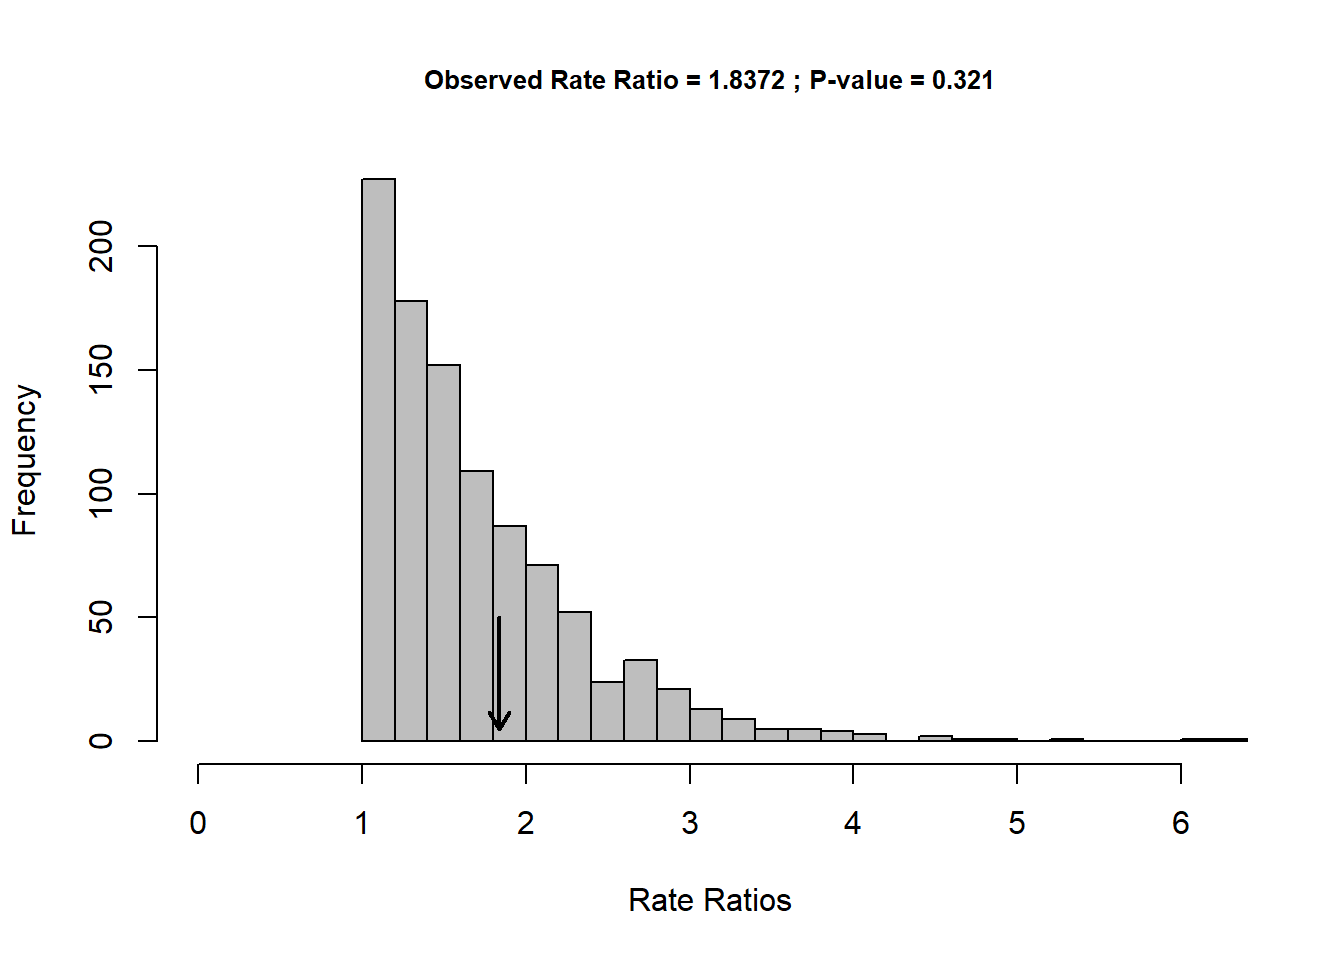 Observed Rate Ratio = 1.8372 ; P-value = 0.321
Frequency
200
150
100
50
0
0 1 2 3 4 5 6
Rate Ratios